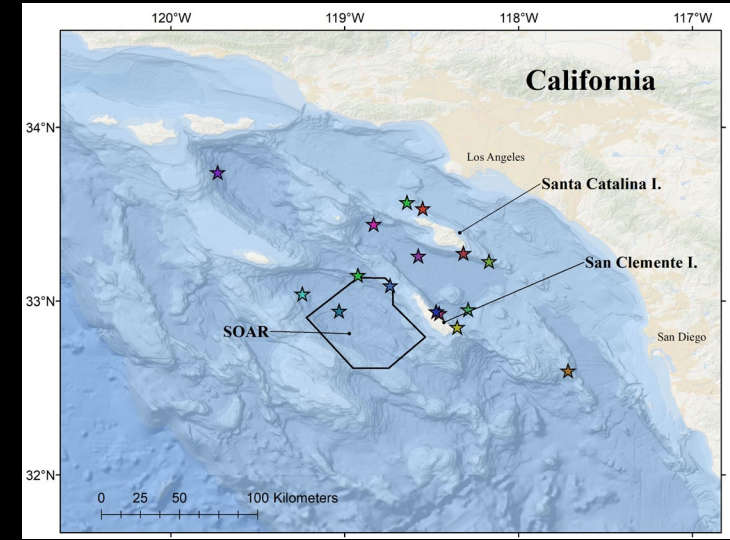 120°W 119°W 118°W 117°W
California
34°N
Los Angeles
Santa Catalina I.
San Clemente I.
33°N
SOAR
San Diego
32°N
0 25 50 100 Kilometers